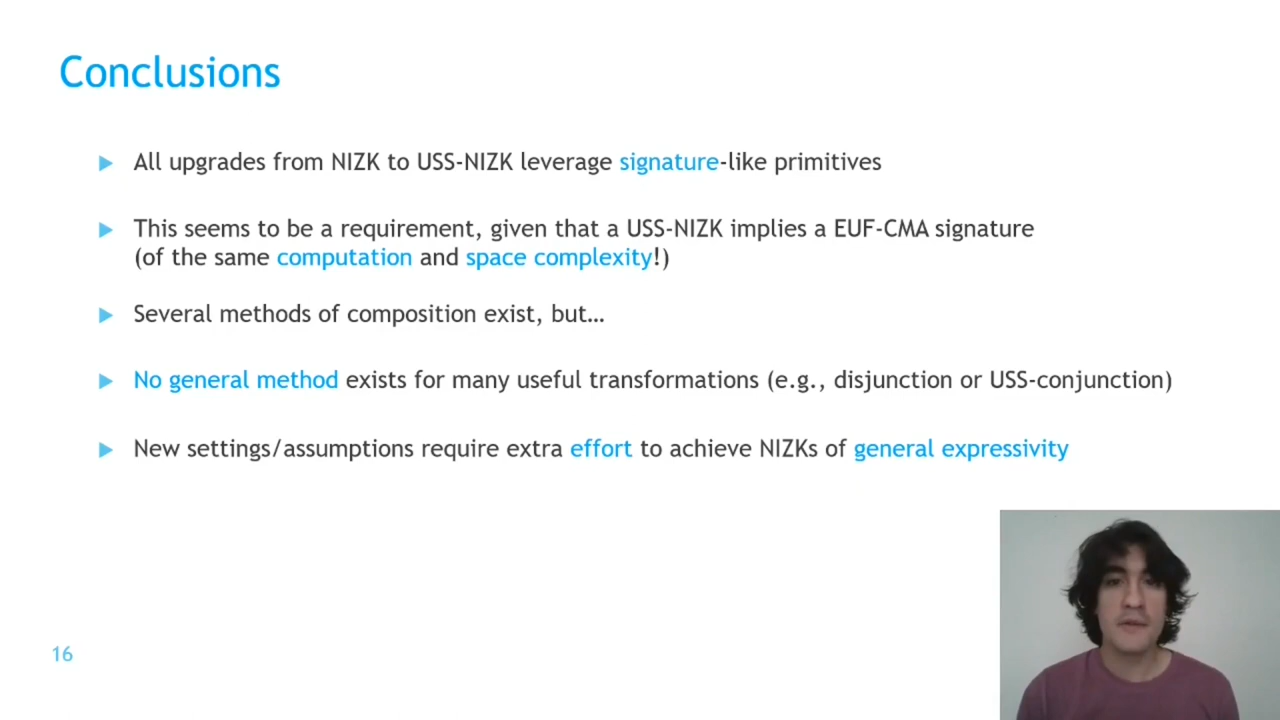 Conclusions
All upgrades from NIZK to USS-NIZK leverage signature-like primitives
This seems to be a requirement, given that a USS-NIZK implies a EUF-CMA signature
(of the same computation and space complexity!)
Several methods of composition exist, but…
No general method exists for many useful transformations (e.g., disjunction or USS-conjunction)
New settings/assumptions require extra effort to achieve NIZKs of general expressivity
16